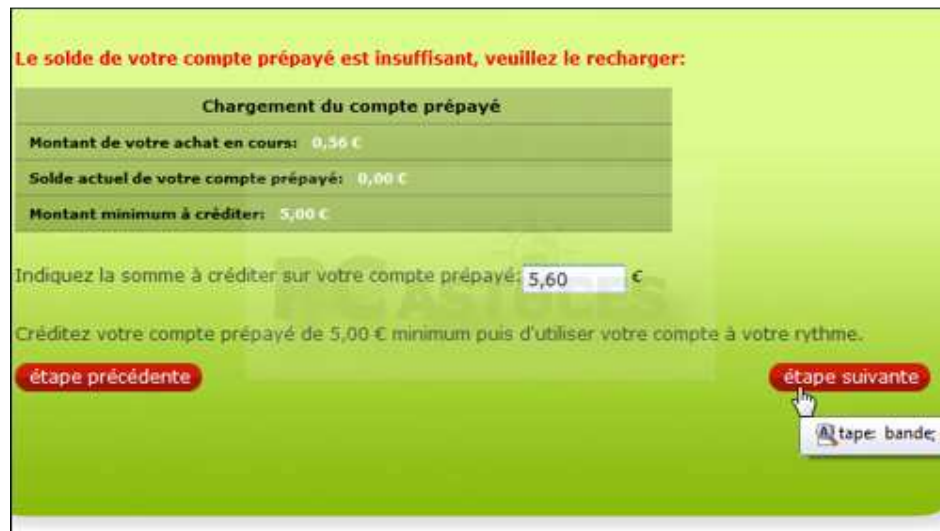 Le solde de votre compte prépayé est insuffisant, veuillez le recharger:
Chargement du compte prépayé
Montant de votre achat en cours: 0,56 €
Solde actuel de votre compte prépayé: 0,00 €
Montant minimum à créditer: 5,00 €
Indiquez la somme à créditer sur votre compte prépayé: 5,60 €
PC ASTUCES
Créditez votre compte prépayé de 5,00 € minimum puis d'utiliser votre compte à votre rythme.
étape précédente étape suivante
tape: bande;